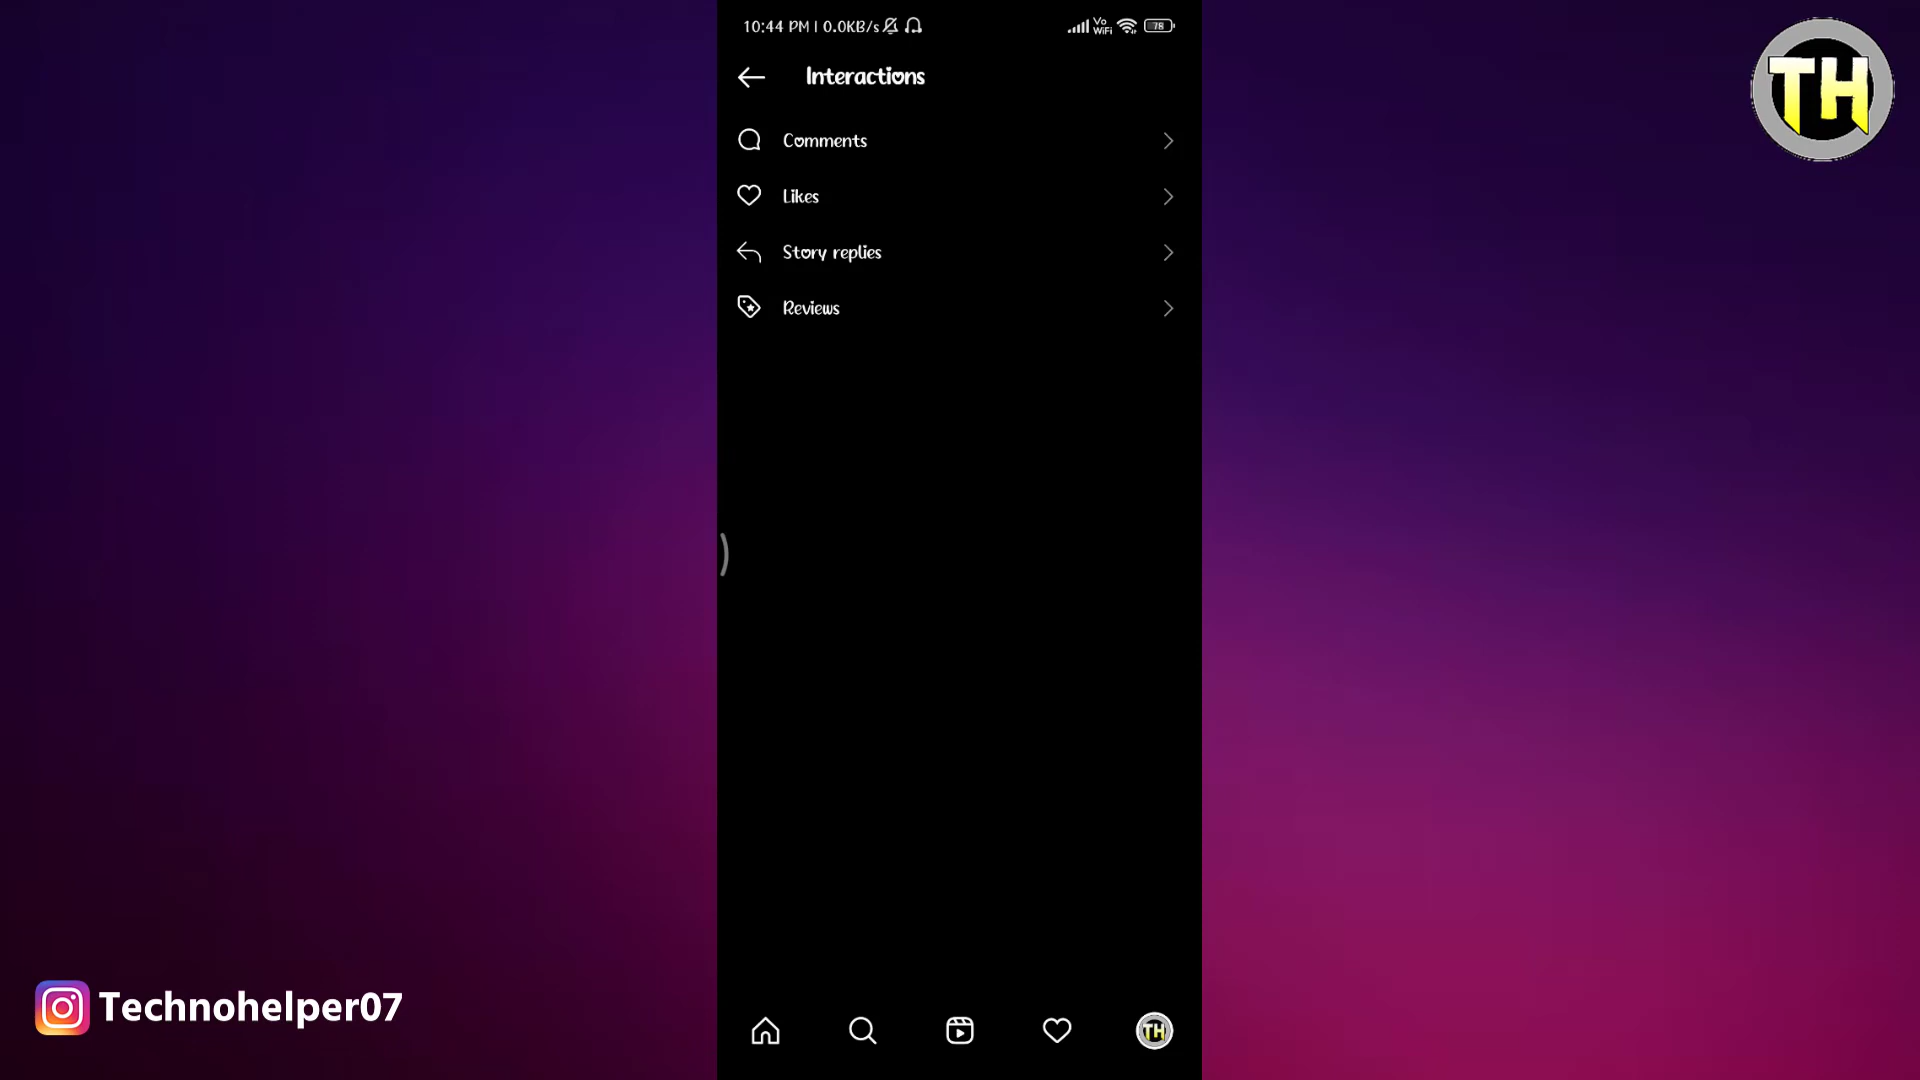 10:44 PM | 0.0KB/s Vo WiFi 78
TH
Interactions
Comments
Likes
Story replies
Reviews
Technohelper07
TH